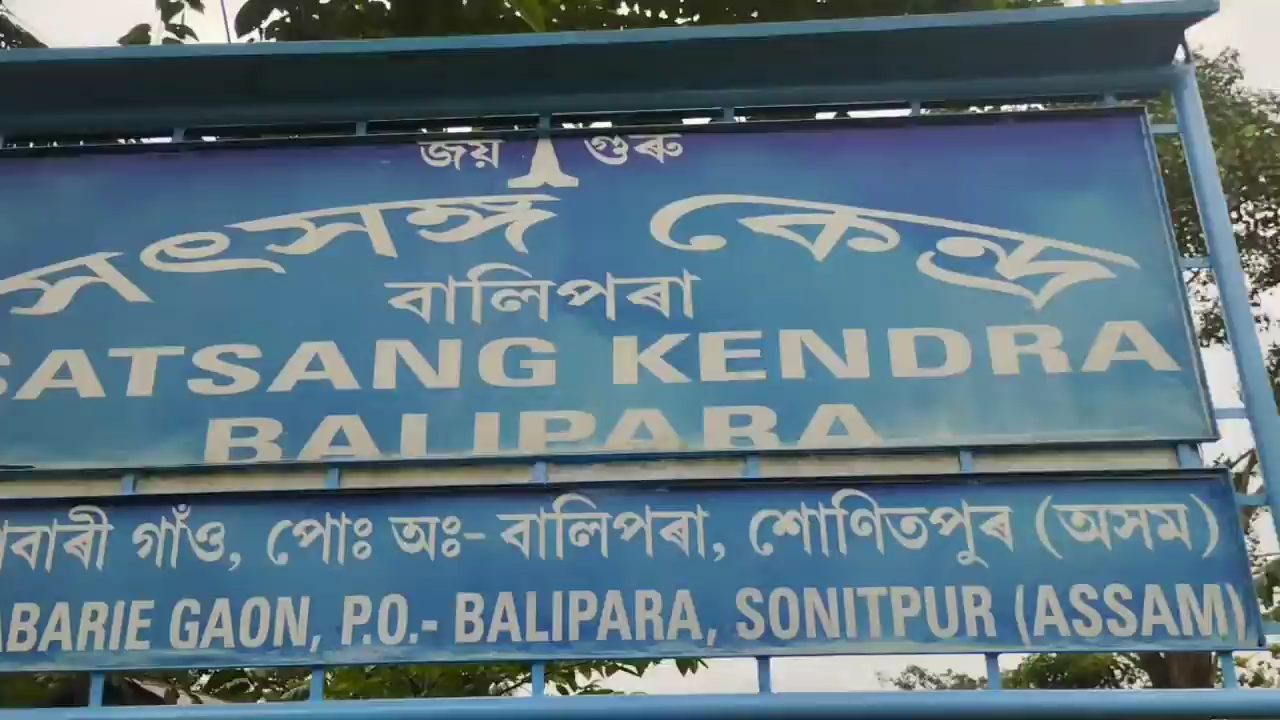 জয় গুৰু
সৎসঙ্গ কেন্দ্ৰ
বালিপৰা
SATSANG KENDRA
BALIPARA
গাঁও, পোঃ অঃ- বালিপৰা, শোণিতপুৰ (অসম)
GAON, P.O.- BALIPARA, SONITPUR (ASSAM)